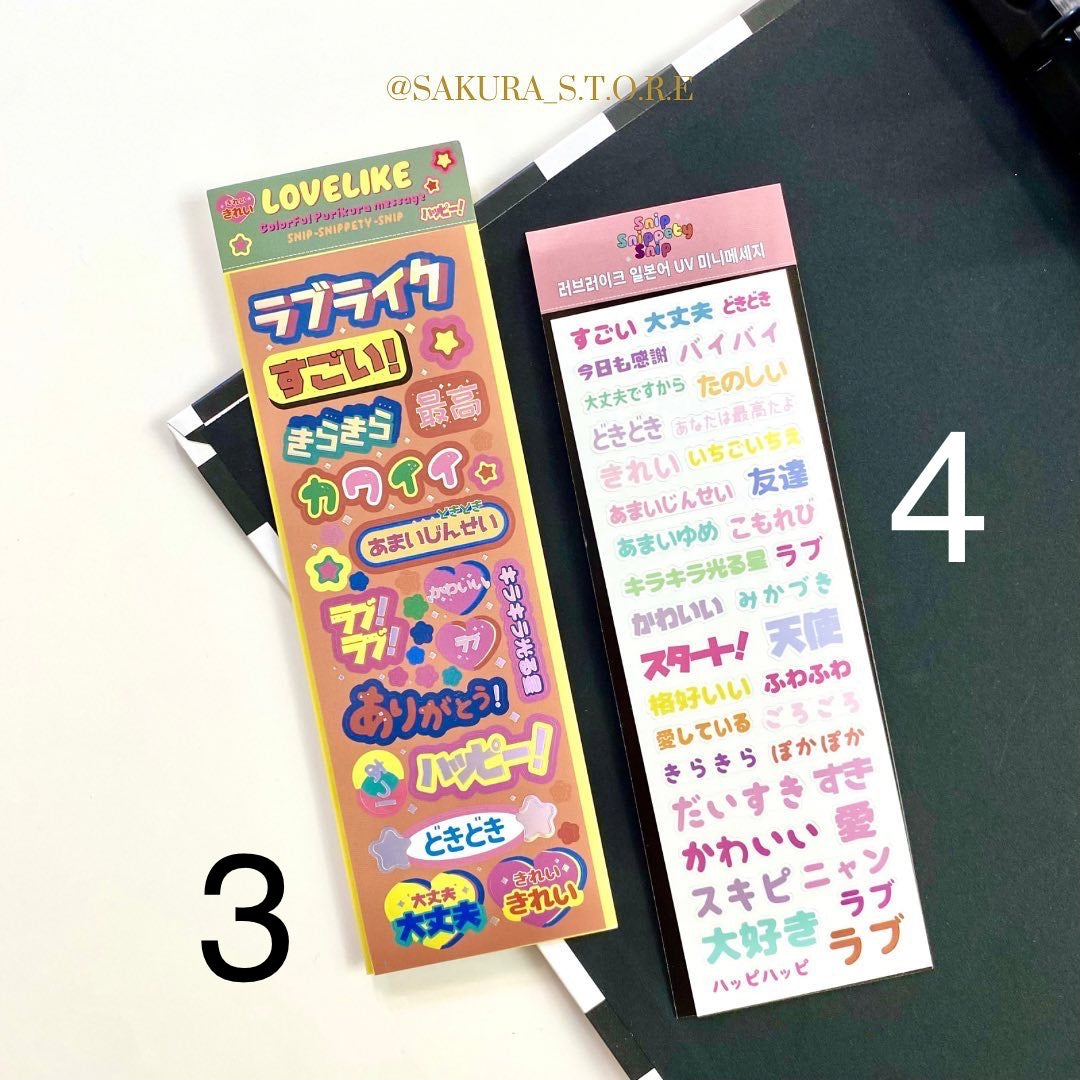 @SAKURA_S.T.O.R.E
きれい
きれい
LOVELIKE
Colorful Purikura message
SNIP-SNIPPETY-SNIP
ハッピー!
ラブライク
すごい!
きらきら
最高
カワイイ
どきどき
あまいじんせい
ラブ!
ラブ!
かわいい
ラブ
キラキラ光る星
ありがとう!
ハッピー!
どきどき
大丈夫
大丈夫
きれい
きれい
3
Snip
Snippety
Snip
러브러이크 일본어 UV 미니메세지
すごい 大丈夫 どきどき
今日も感謝 バイバイ
大丈夫ですから たのしい
どきどき あなたは最高だよ
きれい いちごいちえ
あまいじんせい 友達
あまいゆめ こもれび
キラキラ光る星 ラブ
かわいい みかづき
スタート! 天使
格好いい ふわふわ
愛している ごろごろ
きらきら ぽかぽか
だいすき すき
かわいい 愛
スキピ ニャン
大好き ラブ
ハッピハッピ ラブ
4